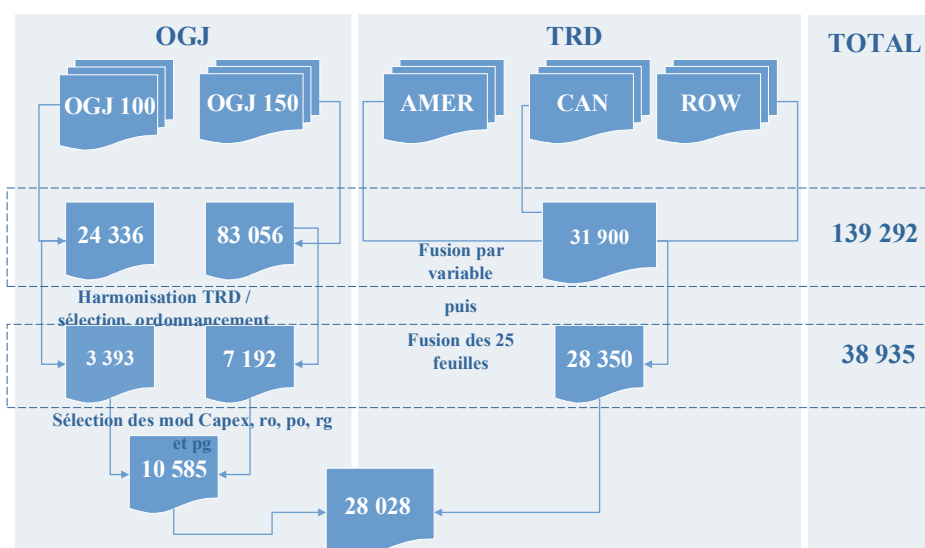 OGJ
TRD
TOTAL
OGJ 100
OGJ 150
AMER
CAN
ROW
24 336
83 056
31 900
139 292
Fusion par
variable
Harmonisation TRD /
sélection, ordonnancement
puis
3 393
7 192
Fusion des 25
feuilles
28 350
38 935
Sélection des mod Capex, ro, po, rg
et pg
10 585
28 028